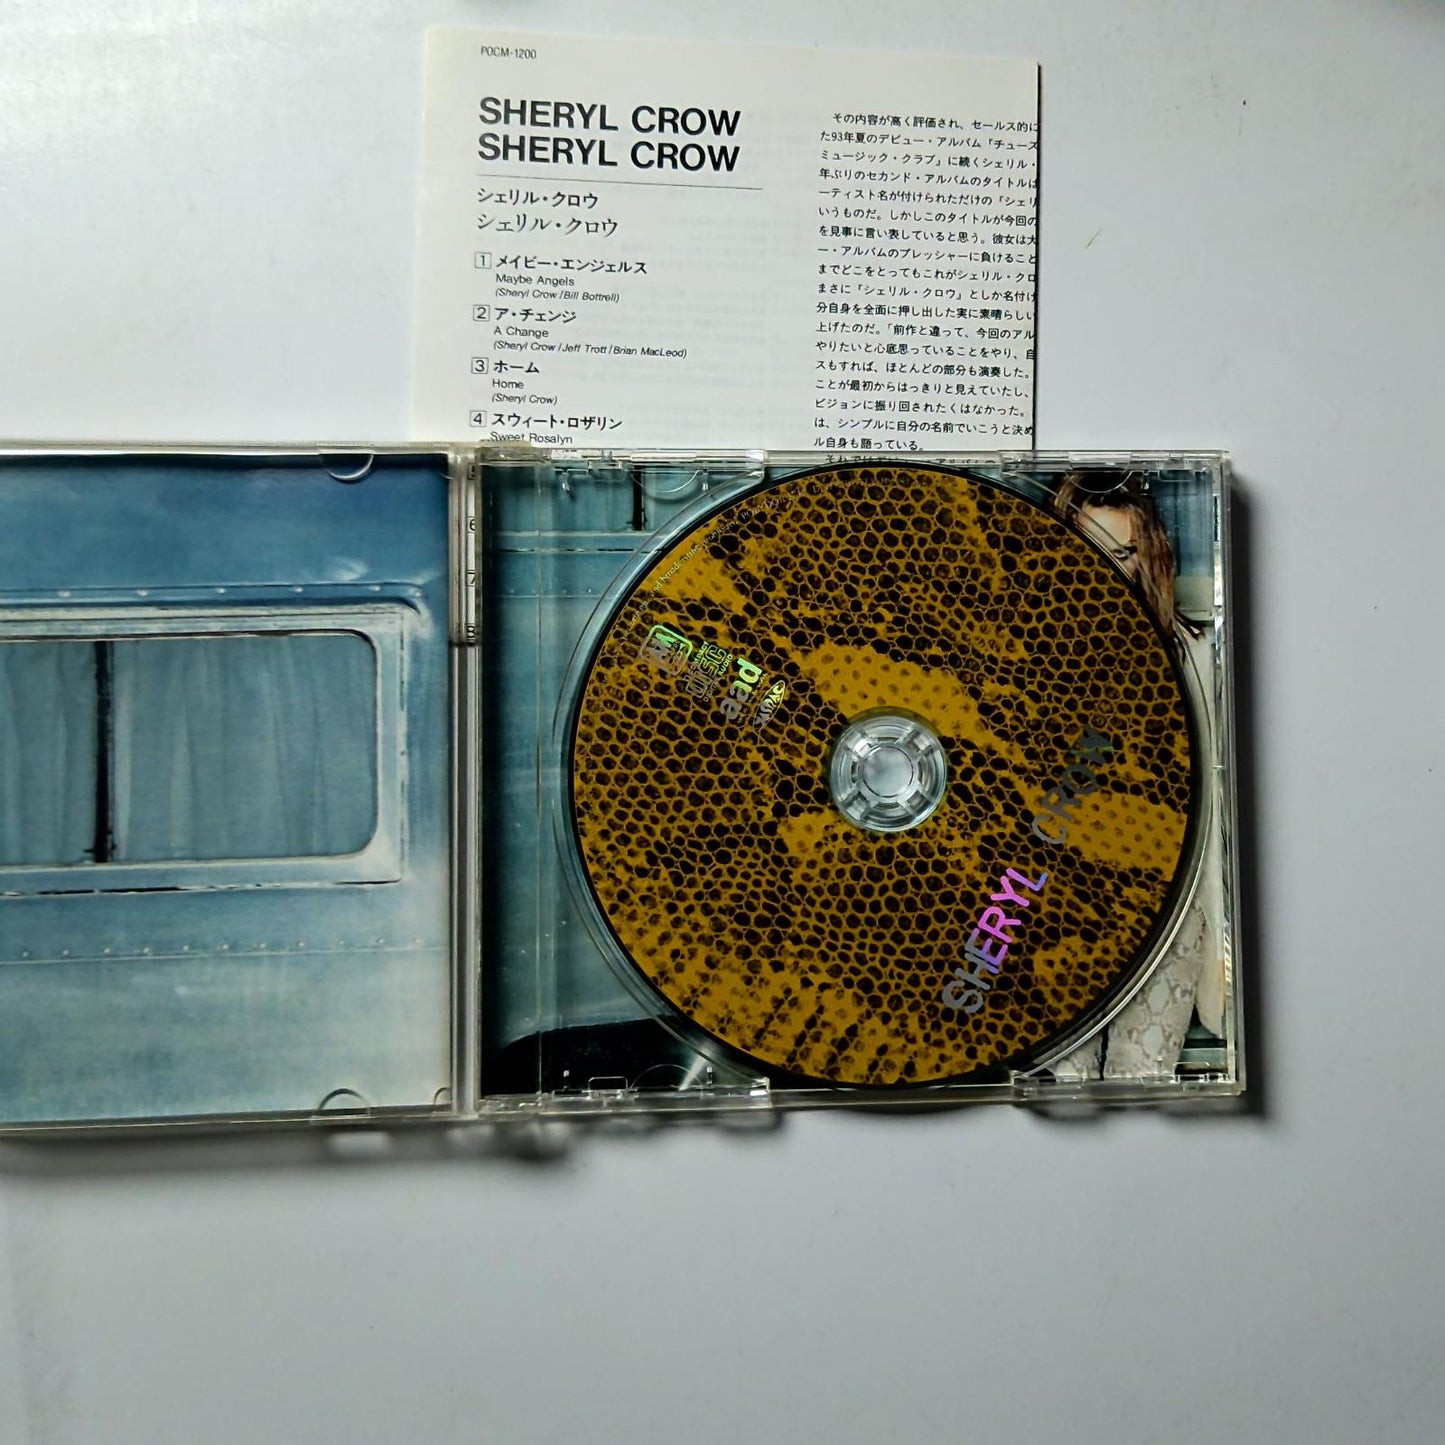 POCM-1200
SHERYL CROW
SHERYL CROW
シェリル・クロウ
シェリル・クロウ
1 メイビー・エンジェルス
Maybe Angels
(Sheryl Crow/Bill Bottrell)
2 ア・チェンジ
A Change
(Sheryl Crow/Jeff Trott/Brian MacLeod)
3 ホーム
Home
(Sheryl Crow)
4 スウィート・ロザリン
Sweet Rosalyn
6
7
8
その内容が高く評価され、セールス的に
た93年夏のデビュー・アルバム『チューズ
ミュージック・クラブ』に続くシェリル・
年ぶりのセカンド・アルバムのタイトルは
ーティスト名が付けられただけの『シェリ
いうものだ。しかしこのタイトルが今回の
を見事に言い表していると思う。彼女は大
ー・アルバムのプレッシャーに負けること
までどこをとってもこれがシェリル・クロ
まさに『シェリル・クロウ』としか名付け
分自身を全面に押し出した実に素晴らしい
上げたのだ。「前作と違って、今回のアル
やりたいと心底思っていることをやり、自
スもすれば、ほとんどの部分も演奏した。
ことが最初からはっきりと見えていたし、
ビジョンに振り回されたくはなかった。
は、シンプルに自分の名前でいこうと決め
ル自身も語っている。
JASRAC
SHERYL CROW